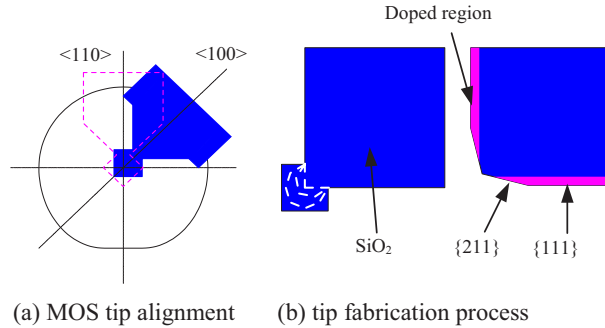 Doped region
<110>
<100>
SiO₂
{211}
{111}
(a) MOS tip alignment
(b) tip fabrication process